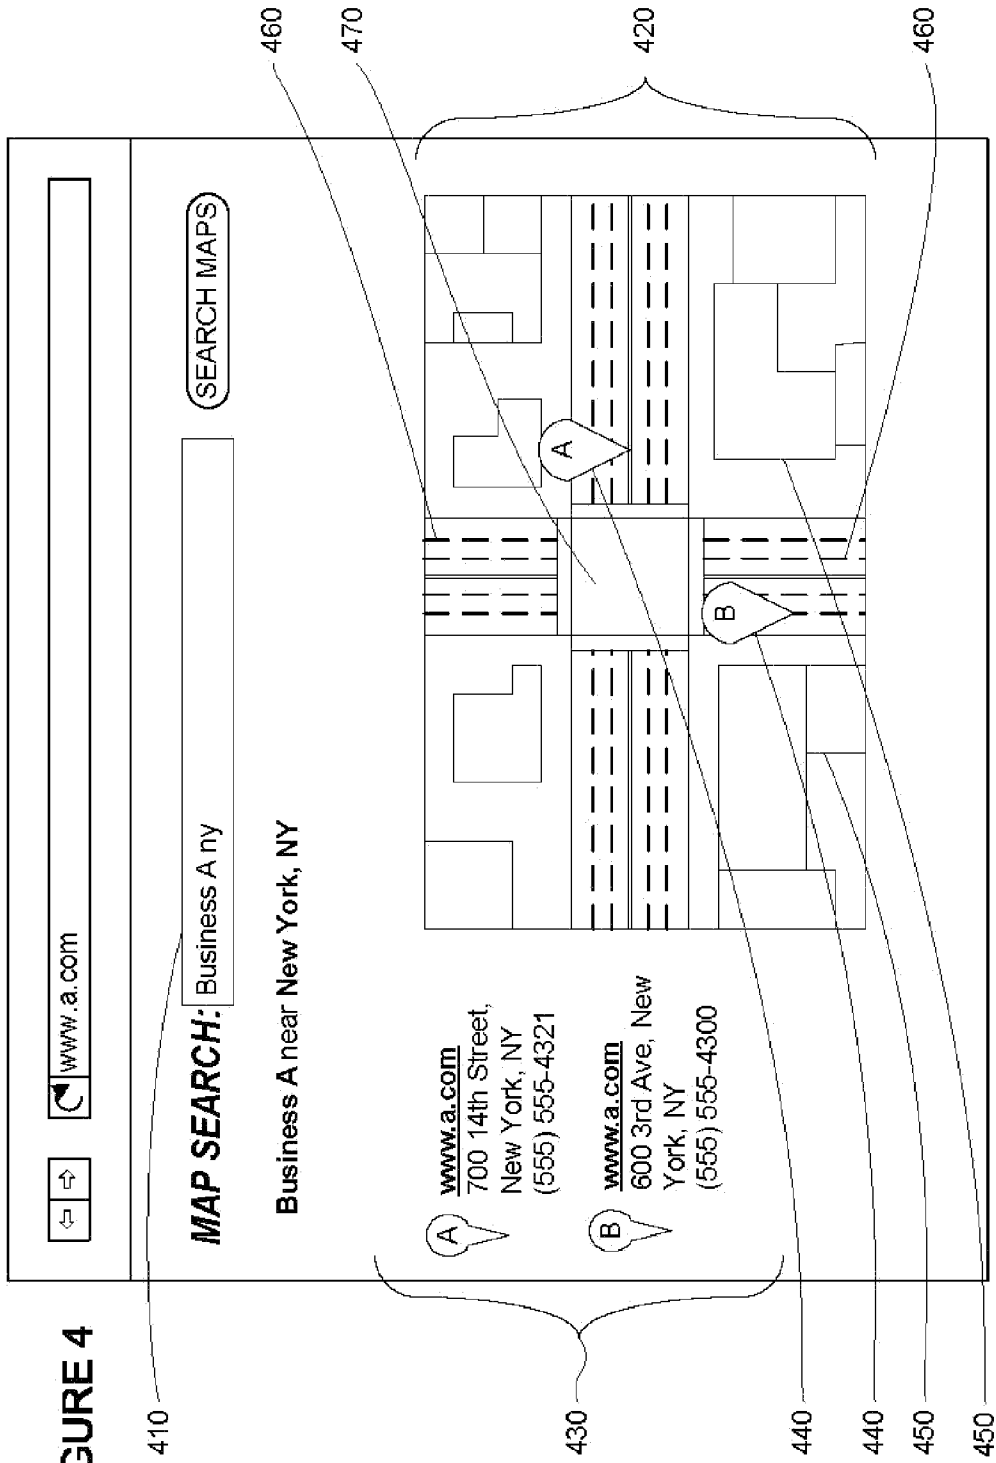 GURE 4
www.a.com
410
MAP SEARCH: Business A ny SEARCH MAPS
Business A near New York, NY
460
470
420
460
430
A www.a.com
700 14th Street,
New York, NY
(555) 555-4321
B www.a.com
600 3rd Ave, New
York, NY
(555) 555-4300
A
B
440
440
450
450